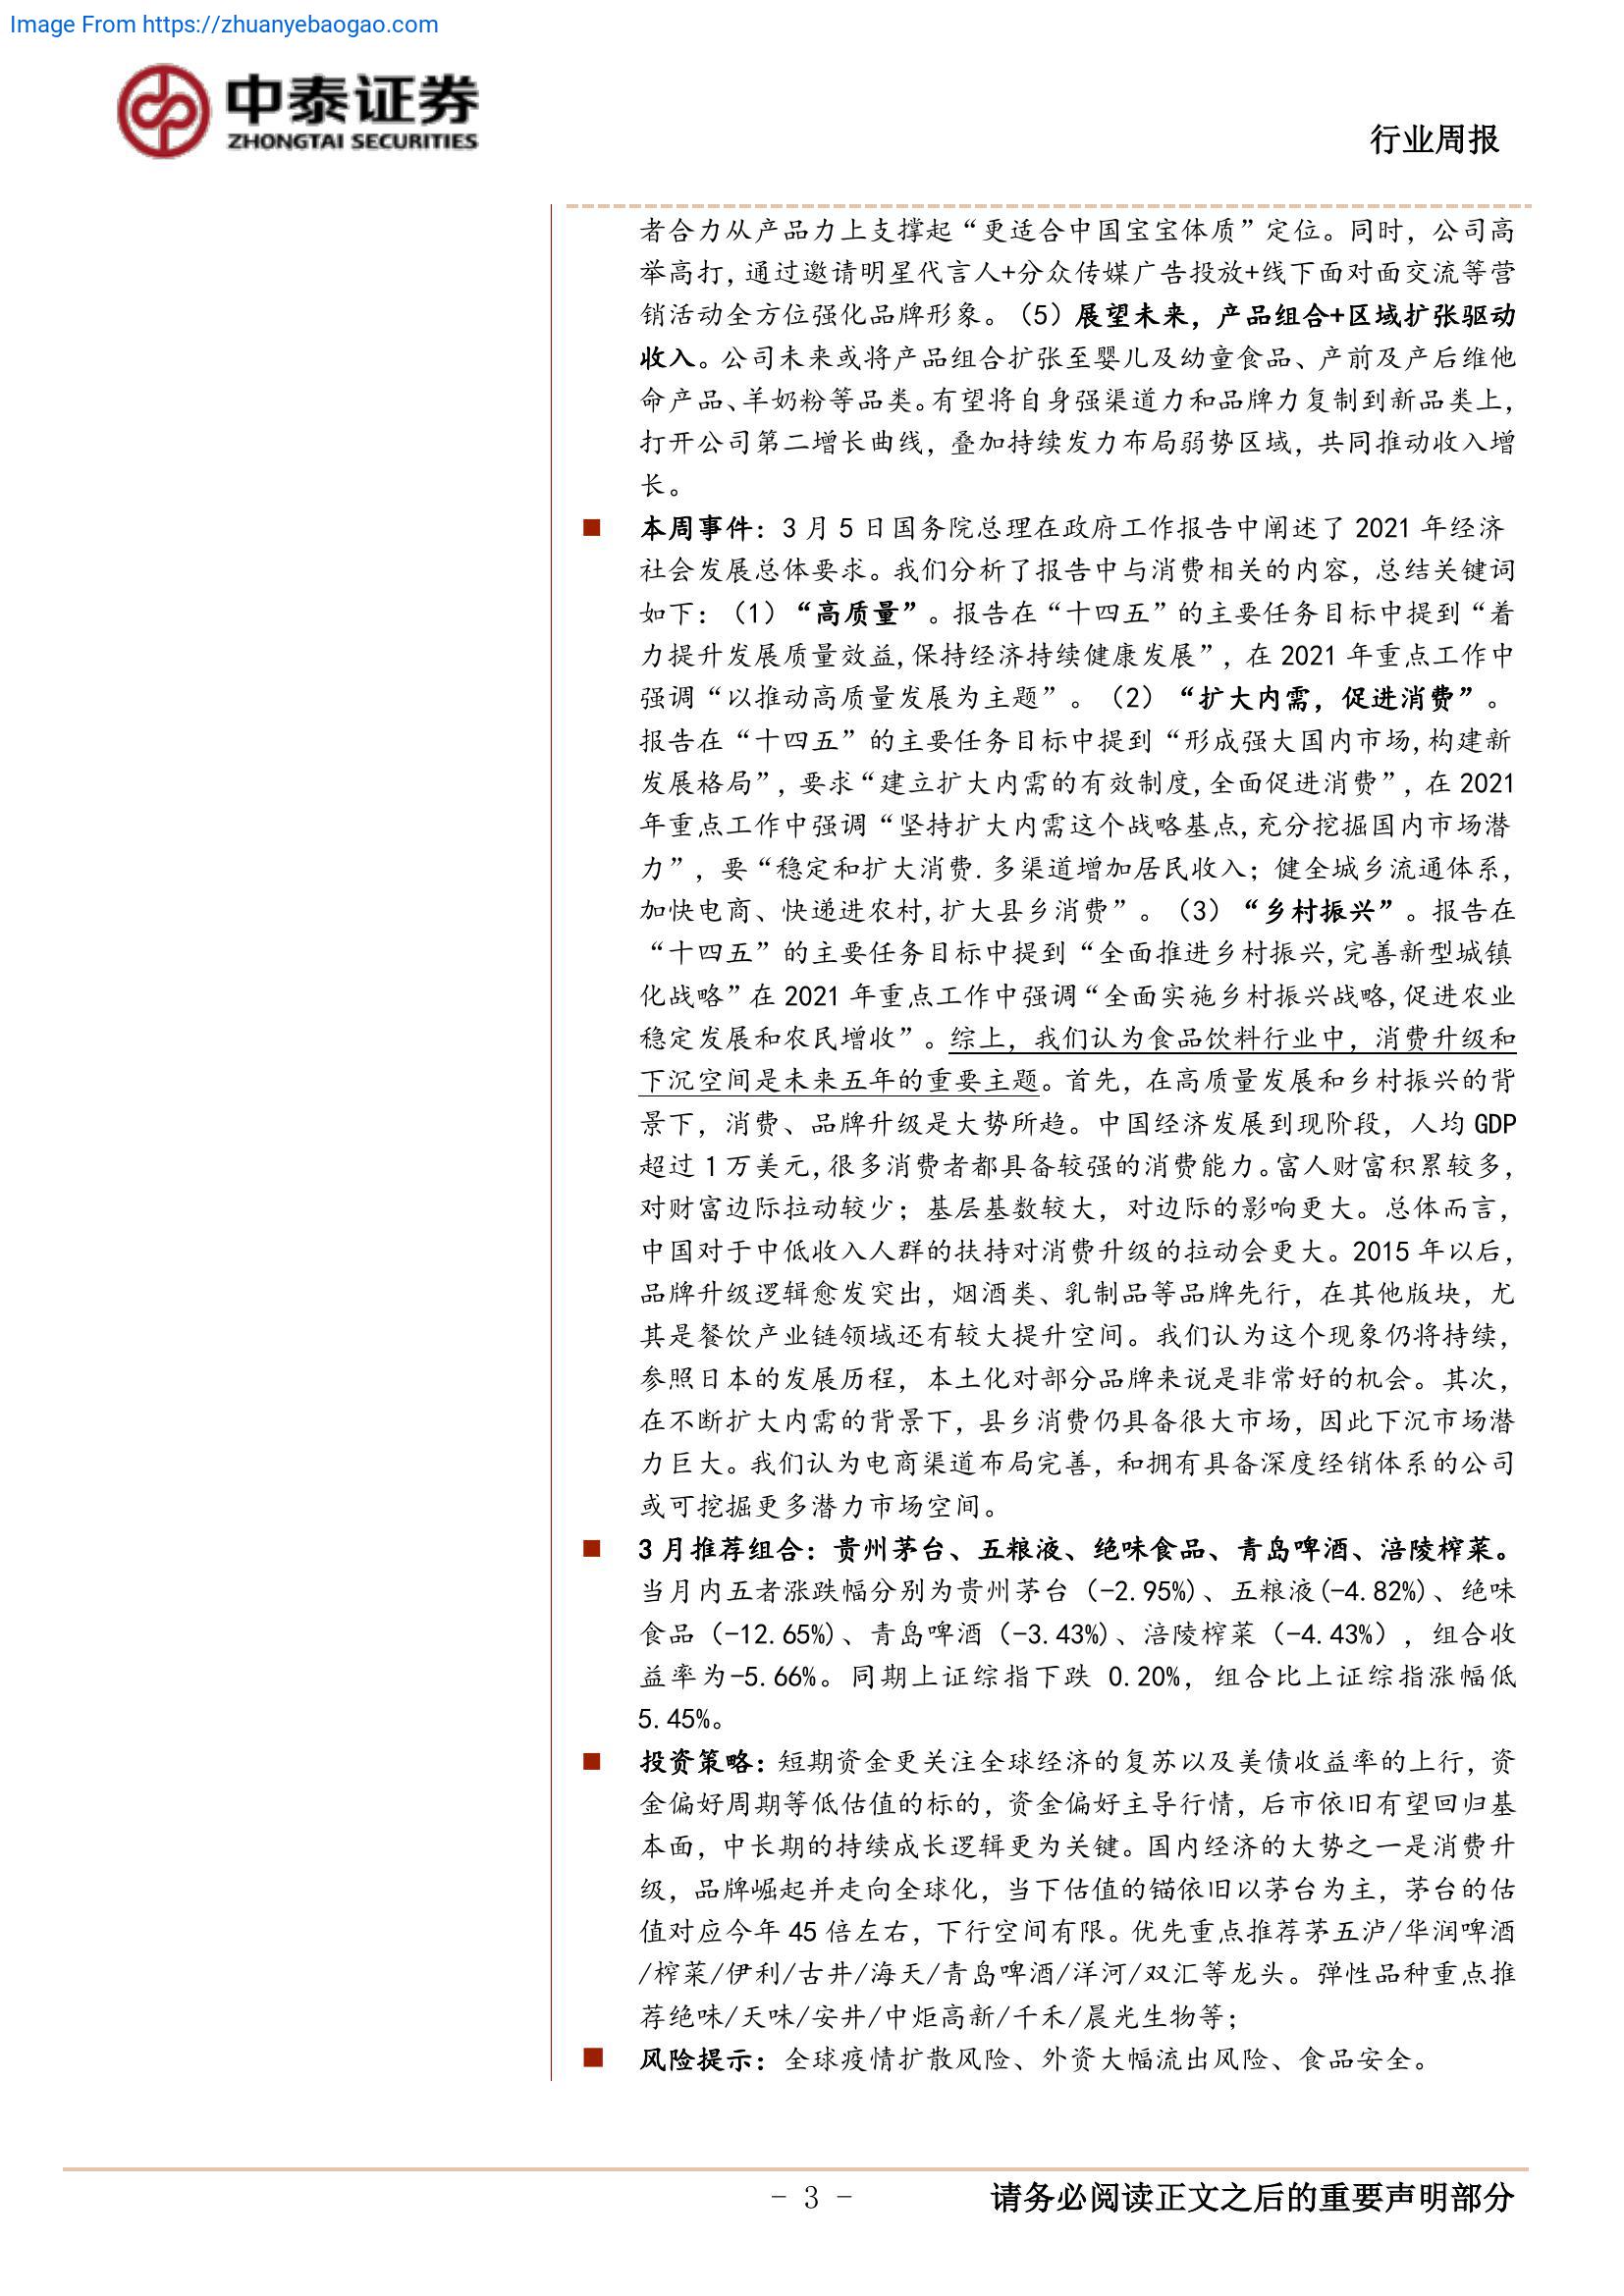 Image From https://zhuanyebaogao.com
中泰证券
ZHONGTAI SECURITIES
行业周报
者合力从产品力上支撑起“更适合中国宝宝体质”定位。同时，公司高
举高打，通过邀请明星代言人+分众传媒广告投放+线下面对面交流等营
销活动全方位强化品牌形象。（5）展望未来，产品组合+区域扩张驱动
收入。公司未来或将产品组合扩张至婴儿及幼童食品、产前及产后维他
命产品、羊奶粉等品类。有望将自身强渠道力和品牌力复制到新品类上，
打开公司第二增长曲线，叠加持续发力布局弱势区域，共同推动收入增
长。
■ 本周事件：3 月 5 日国务院总理在政府工作报告中阐述了 2021 年经济
社会发展总体要求。我们分析了报告中与消费相关的内容，总结关键词
如下：（1）“高质量”。报告在“十四五”的主要任务目标中提到“着
力提升发展质量效益,保持经济持续健康发展”，在 2021 年重点工作中
强调“以推动高质量发展为主题”。（2）“扩大内需，促进消费”。
报告在“十四五”的主要任务目标中提到“形成强大国内市场,构建新
发展格局”，要求“建立扩大内需的有效制度,全面促进消费”，在 2021
年重点工作中强调“坚持扩大内需这个战略基点,充分挖掘国内市场潜
力”，要“稳定和扩大消费.多渠道增加居民收入；健全城乡流通体系,
加快电商、快递进农村,扩大县乡消费”。（3）“乡村振兴”。报告在
“十四五”的主要任务目标中提到“全面推进乡村振兴,完善新型城镇
化战略”在 2021 年重点工作中强调“全面实施乡村振兴战略,促进农业
稳定发展和农民增收”。综上，我们认为食品饮料行业中，消费升级和
下沉空间是未来五年的重要主题。首先，在高质量发展和乡村振兴的背
景下，消费、品牌升级是大势所趋。中国经济发展到现阶段，人均 GDP
超过 1 万美元,很多消费者都具备较强的消费能力。富人财富积累较多，
对财富边际拉动较少；基层基数较大，对边际的影响更大。总体而言，
中国对于中低收入人群的扶持对消费升级的拉动会更大。2015 年以后，
品牌升级逻辑愈发突出，烟酒类、乳制品等品牌先行，在其他版块，尤
其是餐饮产业链领域还有较大提升空间。我们认为这个现象仍将持续，
参照日本的发展历程，本土化对部分品牌来说是非常好的机会。其次，
在不断扩大内需的背景下，县乡消费仍具备很大市场，因此下沉市场潜
力巨大。我们认为电商渠道布局完善，和拥有具备深度经销体系的公司
或可挖掘更多潜力市场空间。
■ 3 月推荐组合：贵州茅台、五粮液、绝味食品、青岛啤酒、涪陵榨菜。
当月内五者涨跌幅分别为贵州茅台（-2.95%)、五粮液(-4.82%)、绝味
食品（-12.65%)、青岛啤酒（-3.43%)、涪陵榨菜（-4.43%），组合收
益率为-5.66%。同期上证综指下跌 0.20%，组合比上证综指涨幅低
5.45%。
■ 投资策略：短期资金更关注全球经济的复苏以及美债收益率的上行，资
金偏好周期等低估值的标的，资金偏好主导行情，后市依旧有望回归基
本面，中长期的持续成长逻辑更为关键。国内经济的大势之一是消费升
级，品牌崛起并走向全球化，当下估值的锚依旧以茅台为主，茅台的估
值对应今年 45 倍左右，下行空间有限。优先重点推荐茅五泸/华润啤酒
/榨菜/伊利/古井/海天/青岛啤酒/洋河/双汇等龙头。弹性品种重点推
荐绝味/天味/安井/中炬高新/千禾/晨光生物等；
■ 风险提示：全球疫情扩散风险、外资大幅流出风险、食品安全。
- 3 -
请务必阅读正文之后的重要声明部分